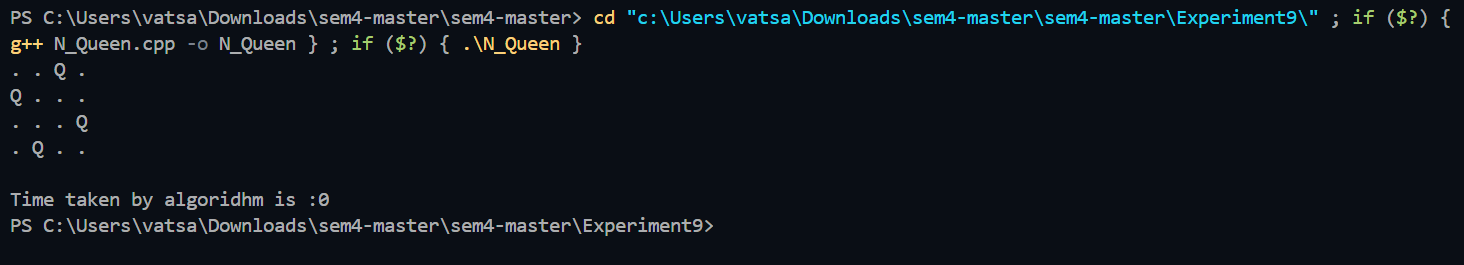 PS C:\Users\vatsa\Downloads\sem4-master\sem4-master> cd "c:\Users\vatsa\Downloads\sem4-master\sem4-master\Experiment9\" ; if ($?) {
g++ N_Queen.cpp -o N_Queen } ; if ($?) { .\N_Queen }
. . Q .
Q . . .
. . . Q
. Q . .
Time taken by algoridhm is :0
PS C:\Users\vatsa\Downloads\sem4-master\sem4-master\Experiment9>